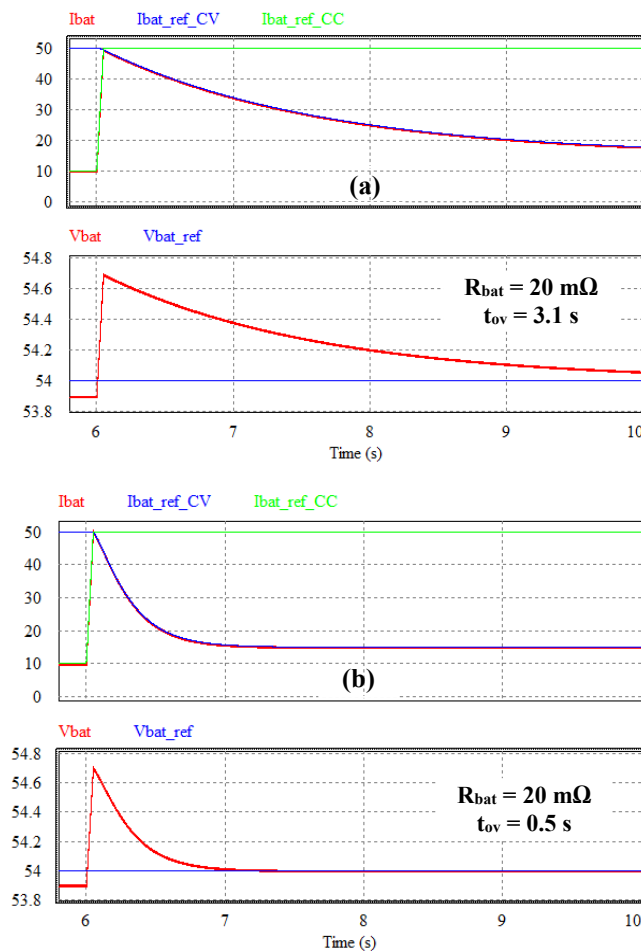 Ibat Ibat_ref_CV Ibat_ref_CC
50
40
30
20
10
0
(a)
Vbat Vbat_ref
54.8
54.6
54.4
54.2
54
53.8
Rbat = 20 mΩ
tov = 3.1 s
6 7 8 9 10
Time (s)
Ibat Ibat_ref_CV Ibat_ref_CC
50
40
30
20
10
0
(b)
Vbat Vbat_ref
54.8
54.6
54.4
54.2
54
53.8
Rbat = 20 mΩ
tov = 0.5 s
6 7 8 9 10
Time (s)